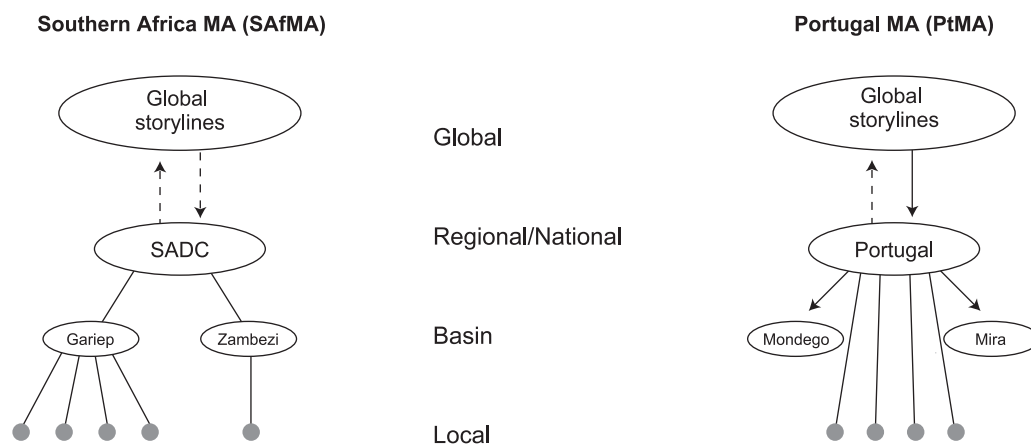 Southern Africa MA (SAfMA)
Portugal MA (PtMA)
Global
storylines
Global
Global
storylines
SADC
Regional/National
Portugal
Gariep
Zambezi
Basin
Mondego
Mira
Local